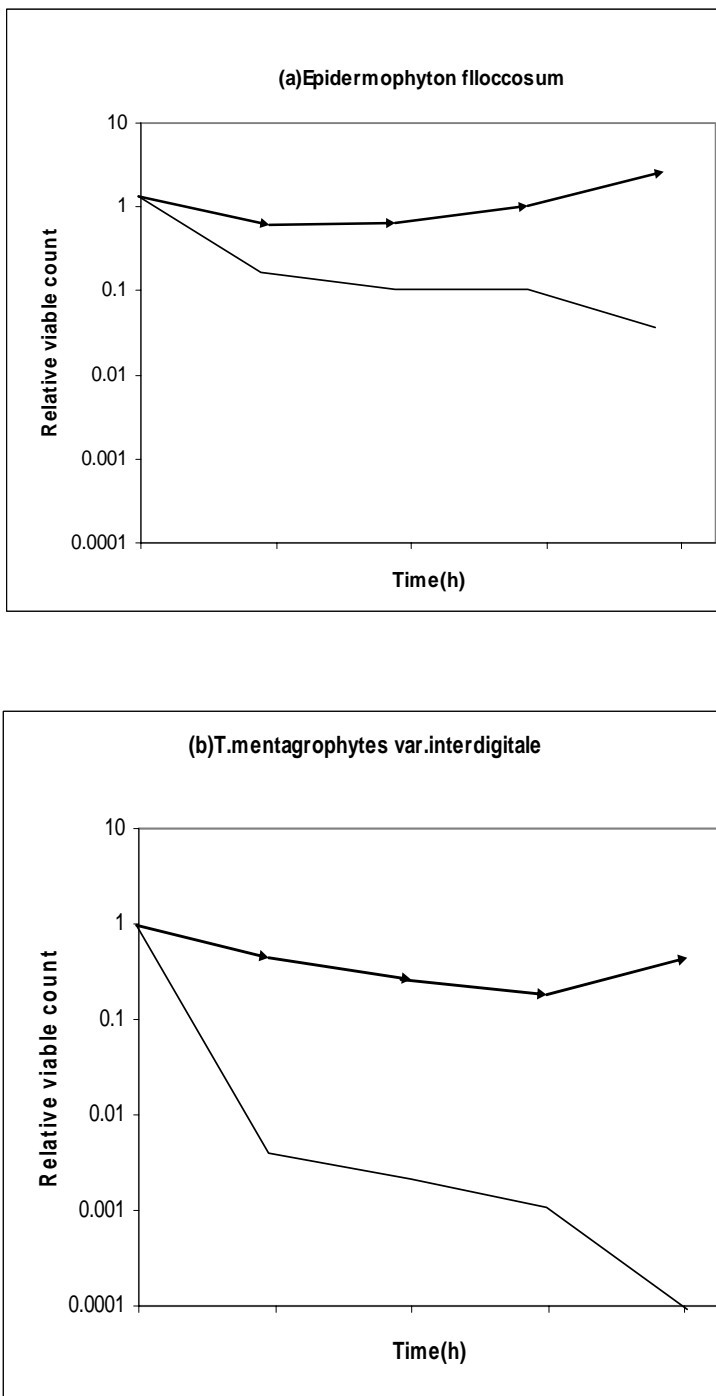 (a)Epidermophyton flloccosum
10
1
0.1
0.01
0.001
0.0001
Relative viable count
Time(h)
(b)T.mentagrophytes var.interdigitale
10
1
0.1
0.01
0.001
0.0001
Relative viable count
Time(h)